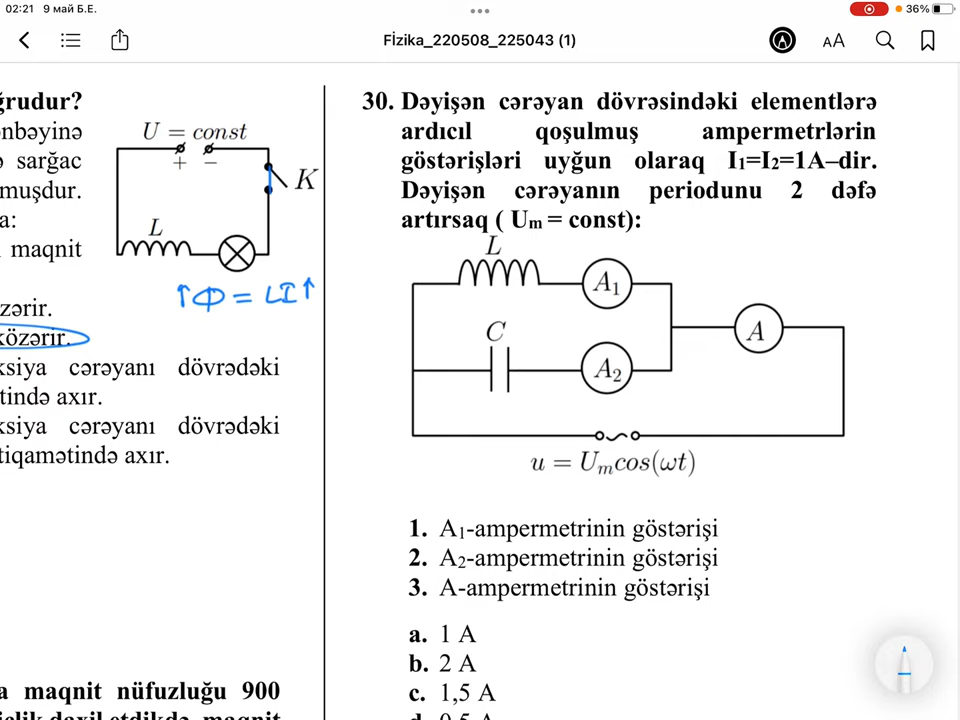 02:21 9 май Б.Е.
36%
Fizika_220508_225043 (1)
AA
ğrudur?
nbəyinə
ə sarğac
muşdur.
a:
maqnit
zərir.
közərir.
ksiya cərəyanı dövrədəki
tində axır.
ksiya cərəyanı dövrədəki
tiqamətində axır.
a maqnit nüfuzluğu 900
U = const
+ −
K
L
↑Φ = LI↑
30. Dəyişən cərəyan dövrəsindəki elementlərə
ardıcıl qoşulmuş ampermetrlərin
göstərişləri uyğun olaraq I₁=I₂=1A–dir.
Dəyişən cərəyanın periodunu 2 dəfə
artırsaq ( Uₘ = const):
L
A₁
C
A
A₂
u = Uₘcos(ωt)
1. A₁-ampermetrinin göstərişi
2. A₂-ampermetrinin göstərişi
3. A-ampermetrinin göstərişi
a. 1 A
b. 2 A
c. 1,5 A